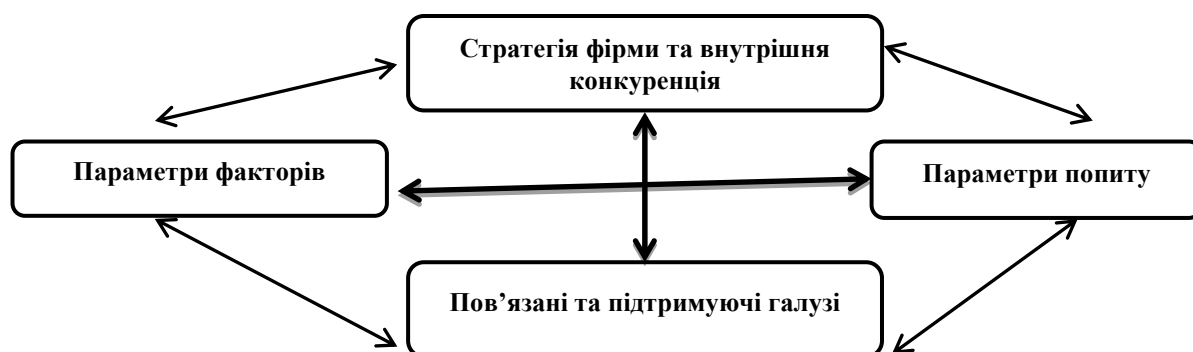 Стратегія фірми та внутрішня
конкуренція
Параметри факторів
Параметри попиту
Пов’язані та підтримуючі галузі